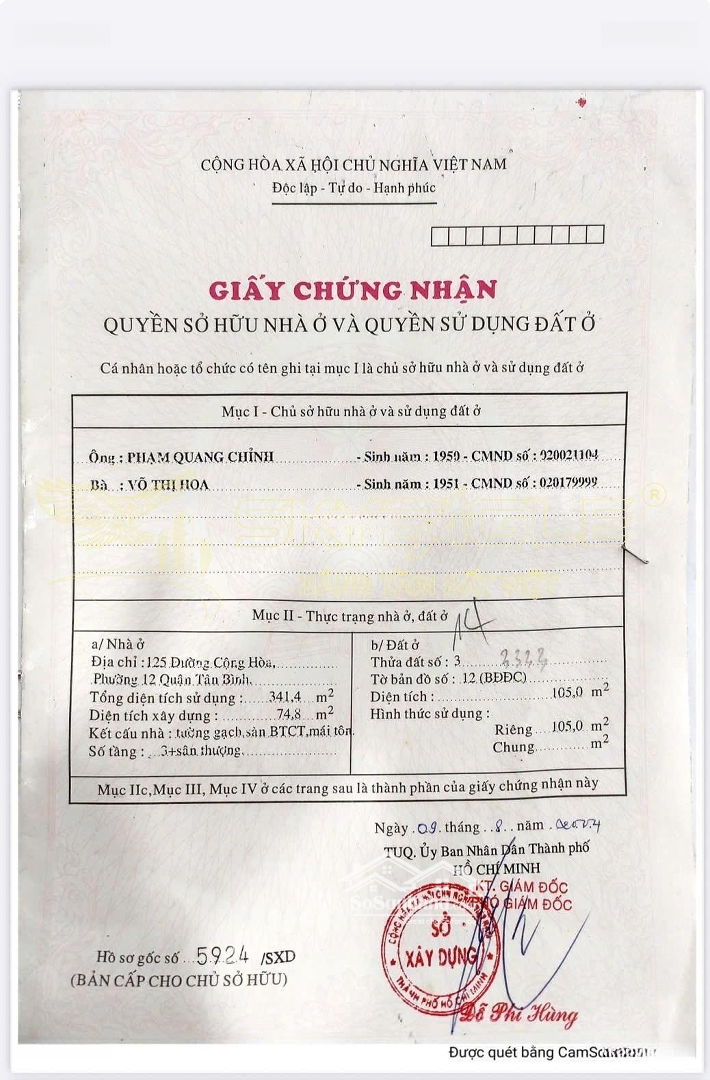 CỘNG HÒA XÃ HỘI CHỦ NGHĨA VIỆT NAM
Độc lập - Tự do - Hạnh phúc
GIẤY CHỨNG NHẬN
QUYỀN SỞ HỮU NHÀ Ở VÀ QUYỀN SỬ DỤNG ĐẤT Ở
Cá nhân hoặc tổ chức có tên ghi tại mục I là chủ sở hữu nhà ở và sử dụng đất ở
Mục I - Chủ sở hữu nhà ở và sử dụng đất ở
Ông : PHẠM QUANG CHỈNH - Sinh năm : 1950 - CMND số : 020021104
Bà : VÕ THỊ HOA - Sinh năm : 1951 - CMND số : 020179999
Mục II - Thực trạng nhà ở, đất ở
14
a/ Nhà ở
Địa chỉ : 125 Đường Cộng Hòa,
Phường 12 Quận Tân Bình.
Tổng diện tích sử dụng : 341,4 m²
Diện tích xây dựng : 74,8 m²
Kết cấu nhà : tường gạch,sàn BTCT,mái tôn.
Số tầng : 3+sân thượng
b/ Đất ở
Thửa đất số : 3
Tờ bản đồ số : 12 (BĐĐC)
Diện tích : 105,0 m²
Hình thức sử dụng :
Riêng 105,0 m²
Chung m²
Mục IIc,Mục III, Mục IV ở các trang sau là thành phần của giấy chứng nhận này
Ngày 09 tháng 8 năm
TUQ. Ủy Ban Nhân Dân Thành phố
HỒ CHÍ MINH
KT. GIÁM ĐỐC
PHÓ GIÁM ĐỐC
SỞ
XÂY DỰNG
THÀNH PHỐ HỒ CHÍ MINH
Đỗ Phi Hùng
Hồ sơ gốc số 5924 /SXD
(BẢN CẤP CHO CHỦ SỞ HỮU)
Được quét bằng CamScanner